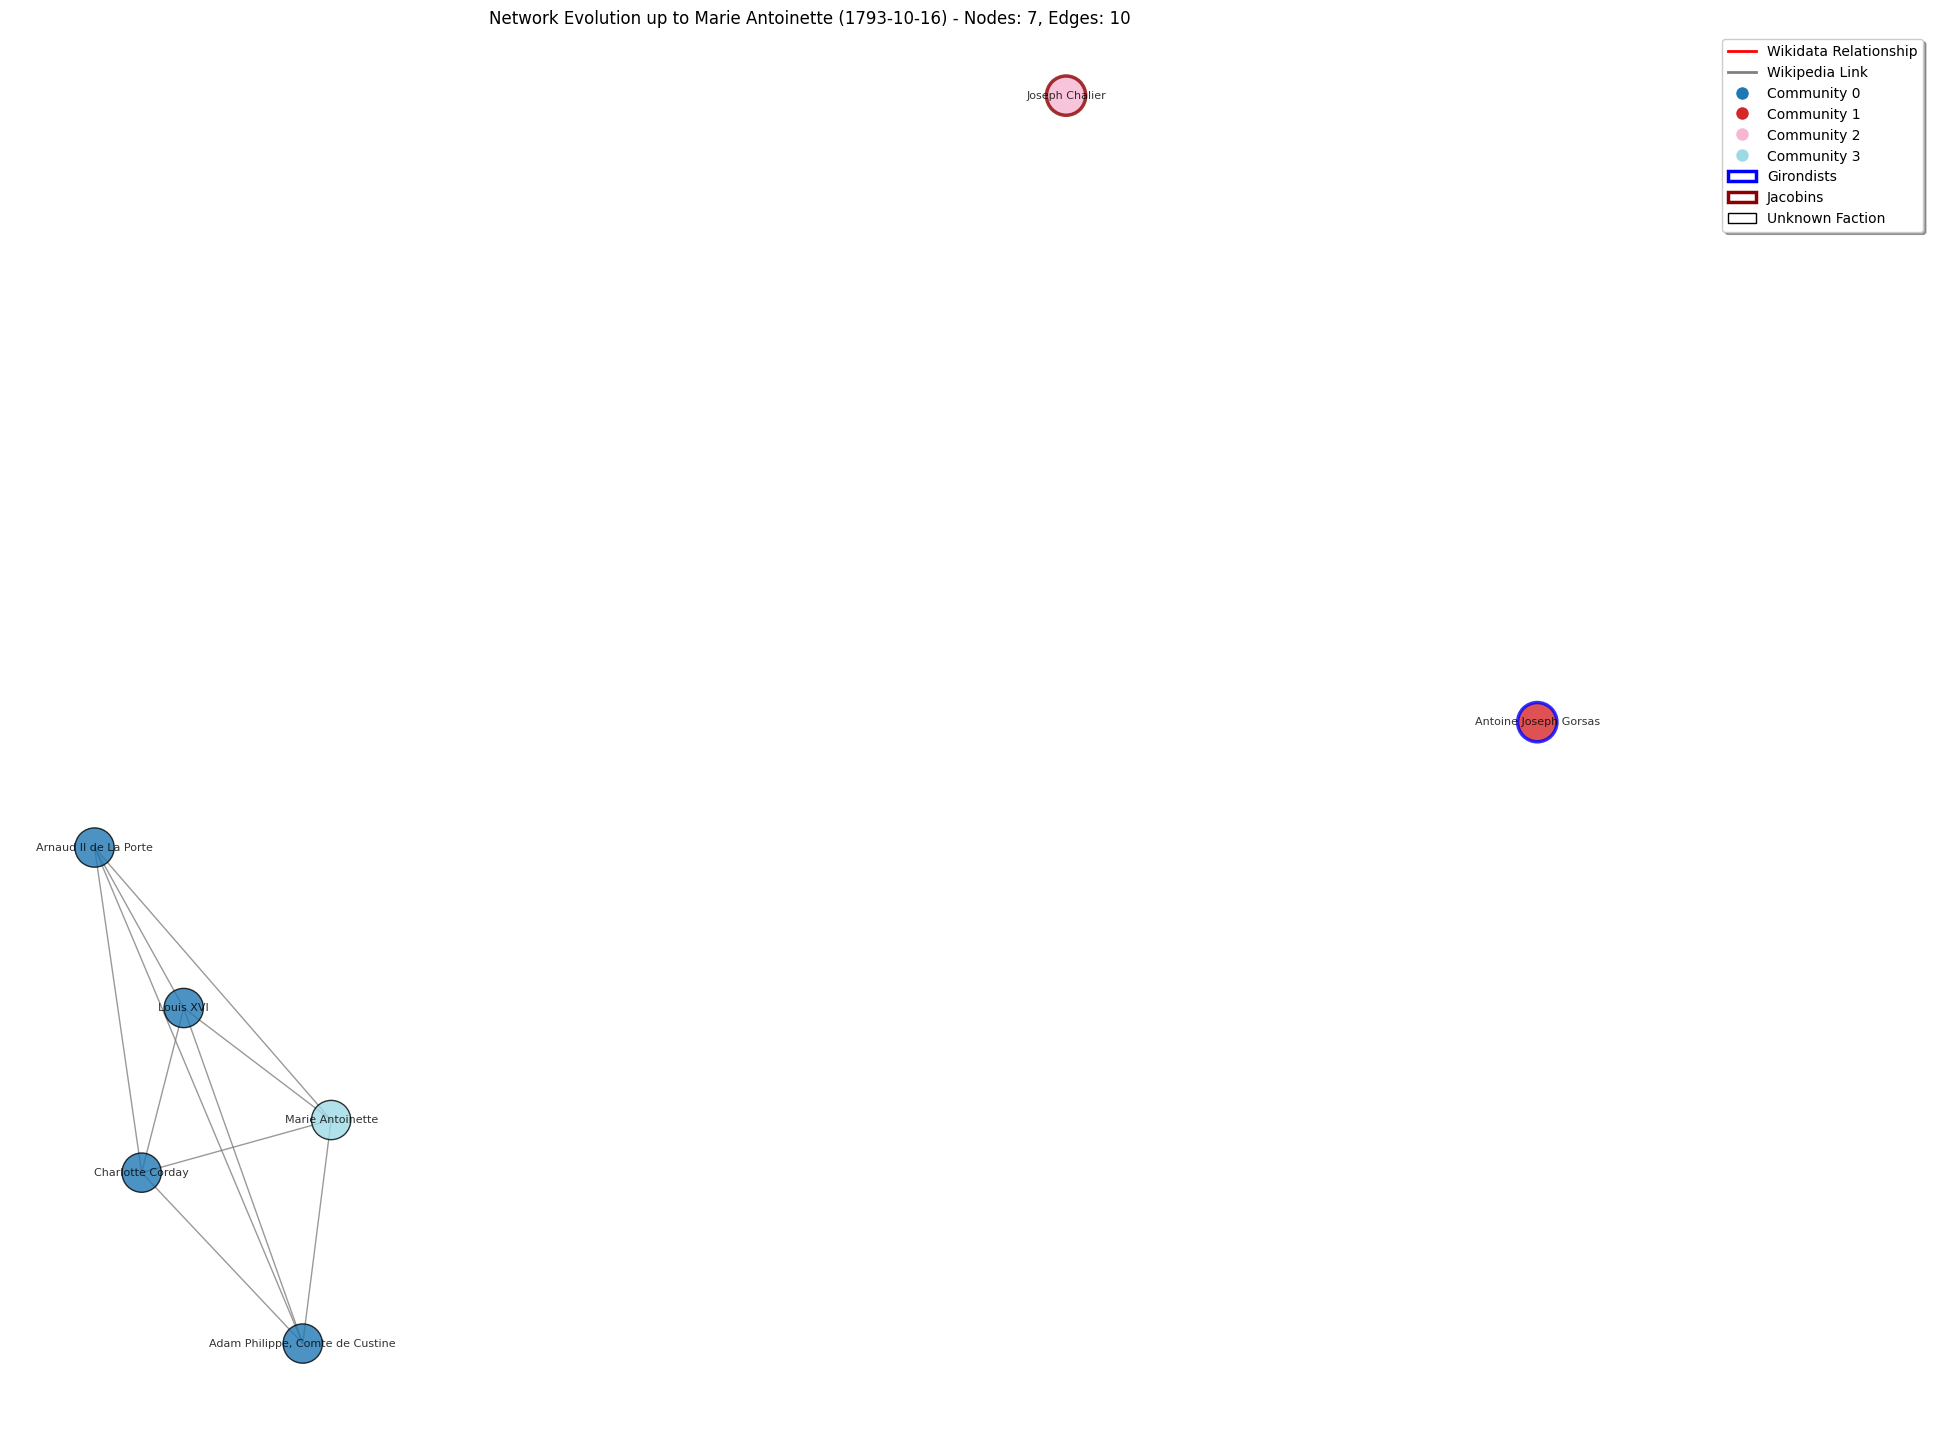 Network Evolution up to Marie Antoinette (1793-10-16) - Nodes: 7, Edges: 10
Wikidata Relationship
Wikipedia Link
Community 0
Community 1
Community 2
Community 3
Girondists
Jacobins
Unknown Faction
Joseph Chalier
Antoine Joseph Gorsas
Arnaud II de La Porte
Louis XVI
Marie Antoinette
Charlotte Corday
Adam Philippe, Comte de Custine